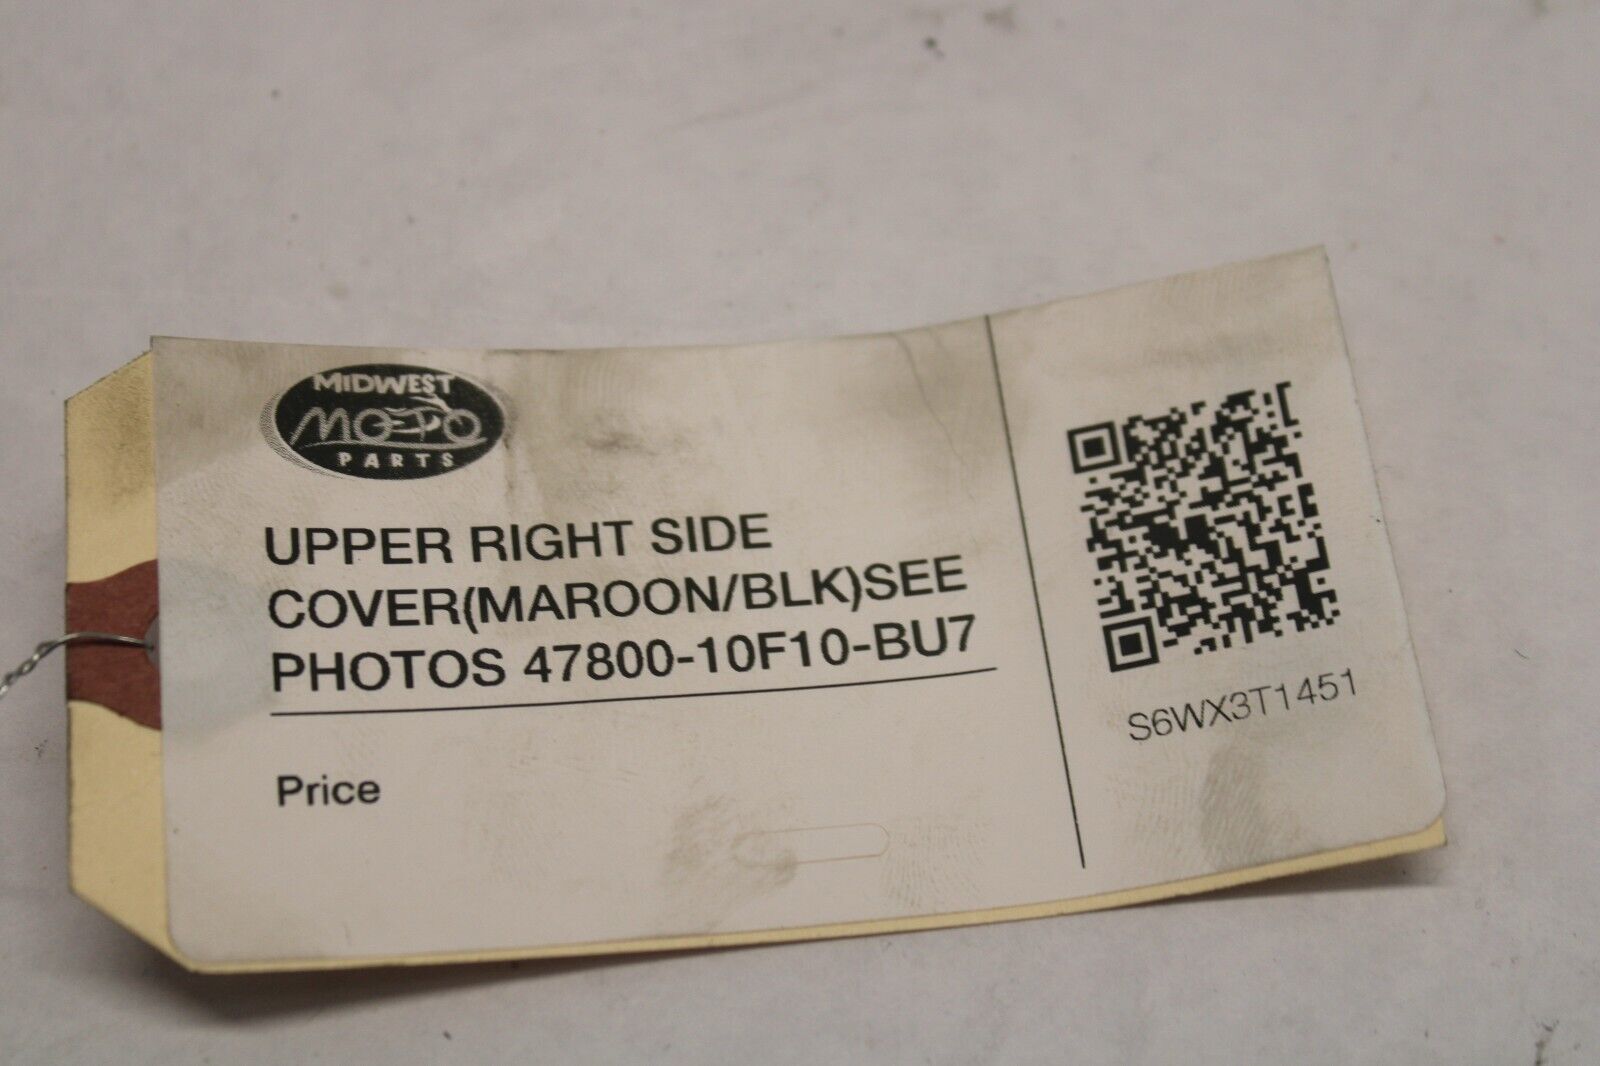 MIDWEST
MOTO
PARTS
UPPER RIGHT SIDE
COVER(MAROON/BLK)SEE
PHOTOS 47800-10F10-BU7
Price
S6WX3T1451